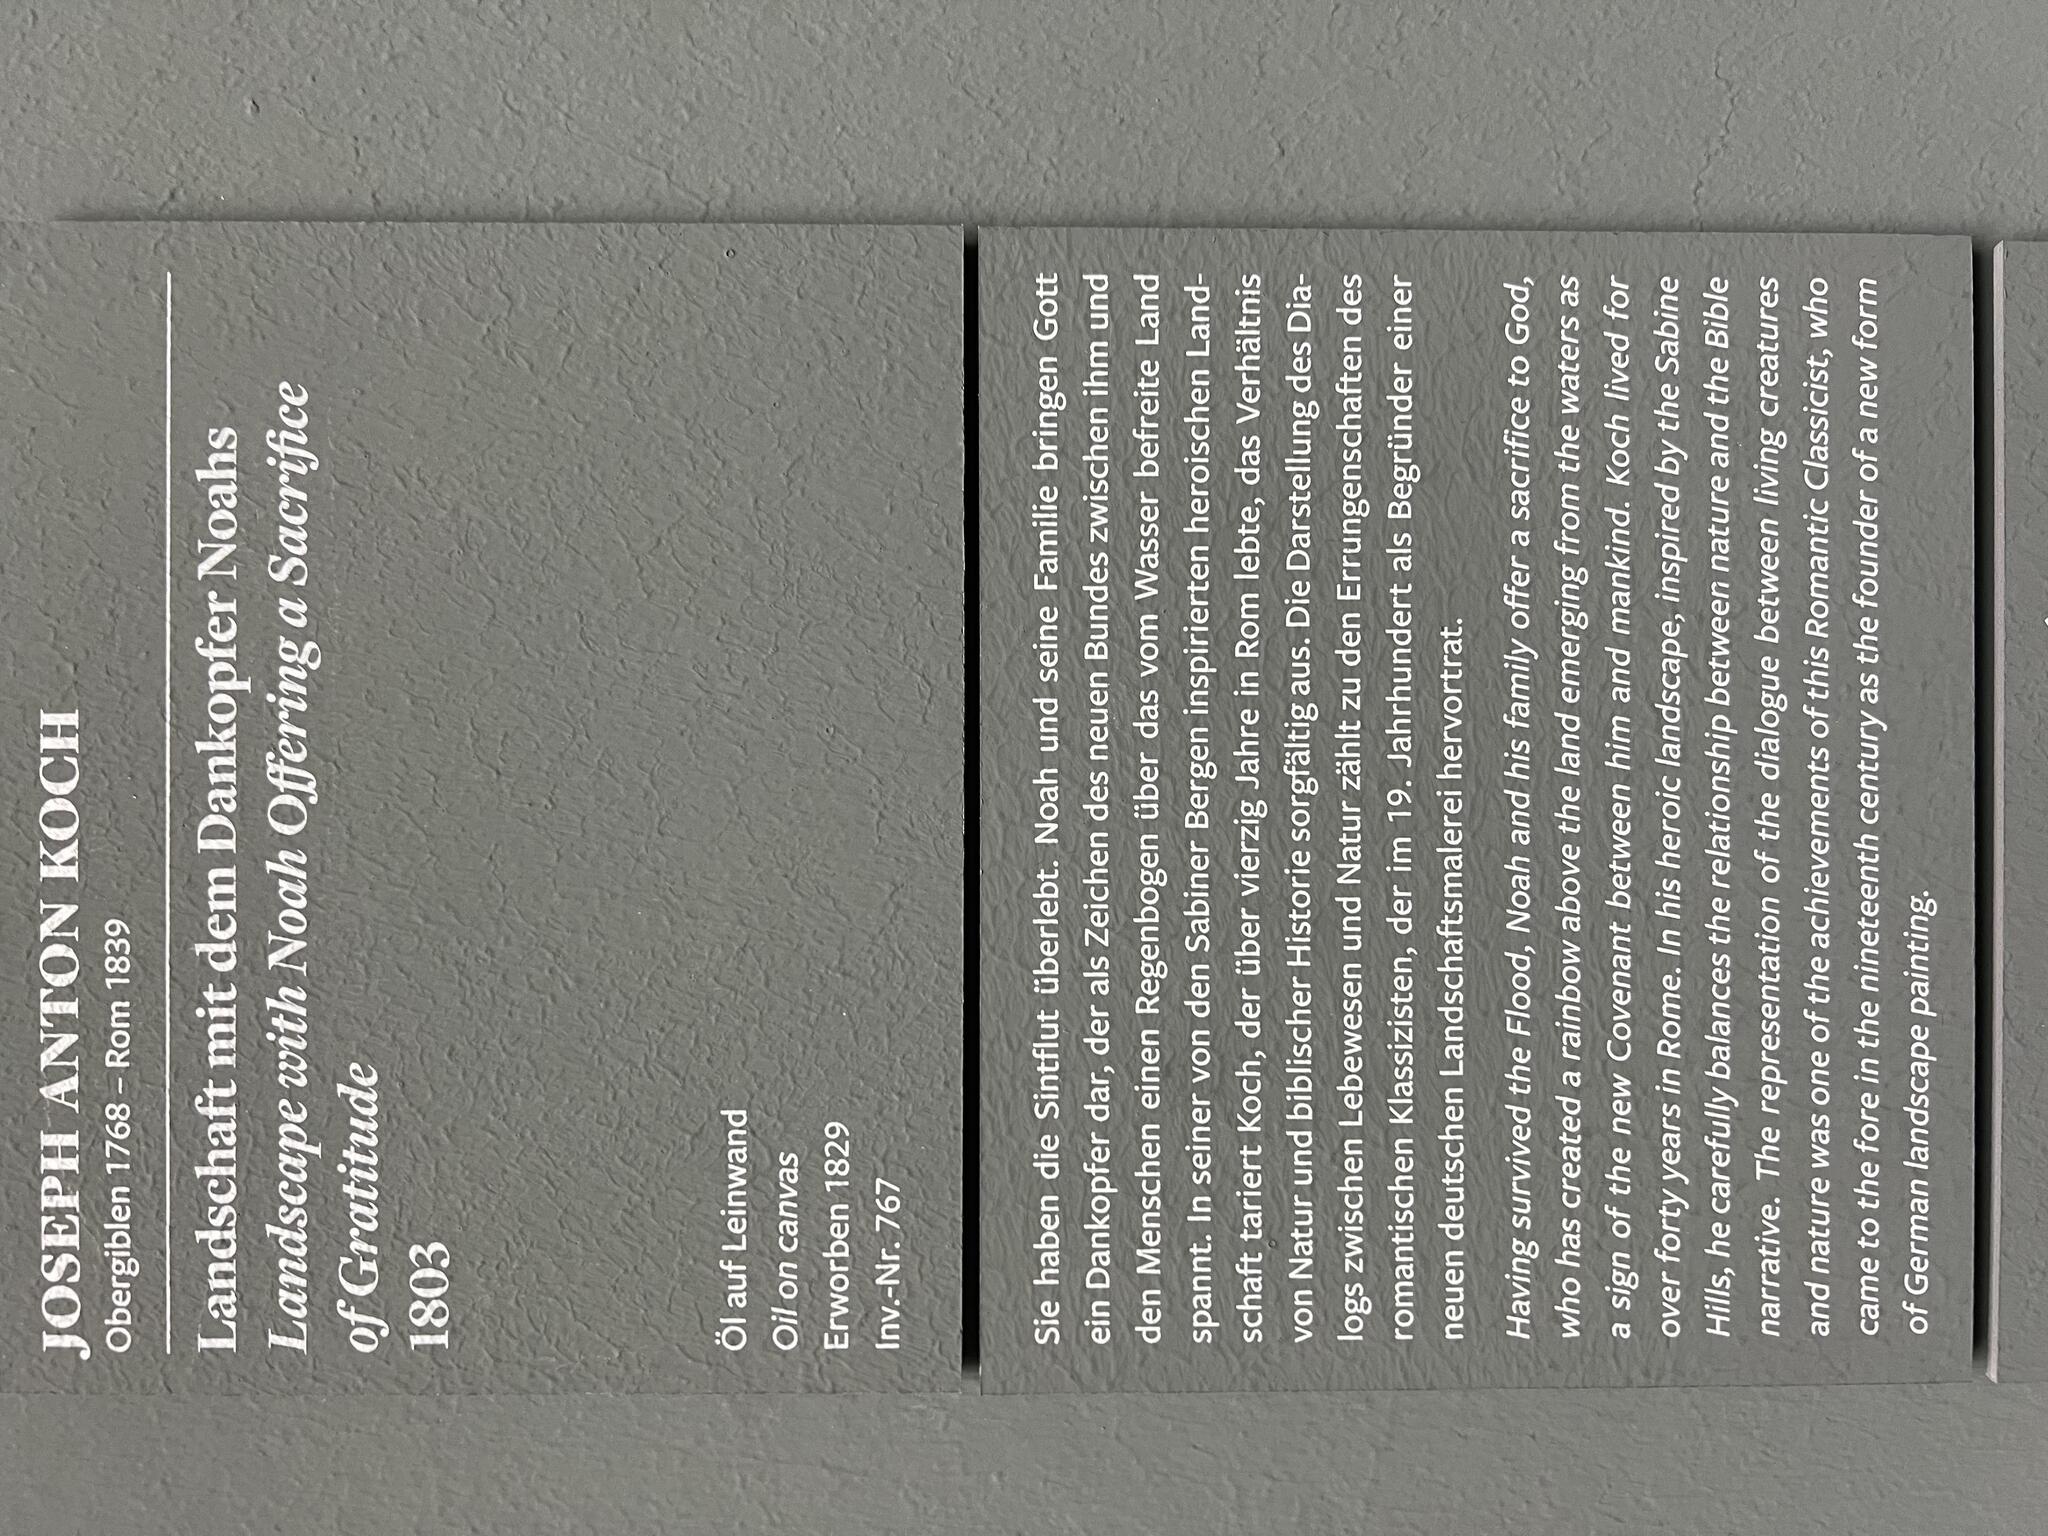 JOSEPH ANTON KOCH
Obergiblen 1768 – Rom 1839
Landschaft mit dem Dankopfer Noahs
Landscape with Noah Offering a Sacrifice
of Gratitude
1803
Öl auf Leinwand
Oil on canvas
Erworben 1829
Inv.-Nr. 767
Sie haben die Sintflut überlebt. Noah und seine Familie bringen Gott
ein Dankopfer dar, der als Zeichen des neuen Bundes zwischen ihm und
den Menschen einen Regenbogen über das vom Wasser befreite Land
spannt. In seiner von den Sabiner Bergen inspirierten heroischen Land-
schaft tariert Koch, der über vierzig Jahre in Rom lebte, das Verhältnis
von Natur und biblischer Historie sorgfältig aus. Die Darstellung des Dia-
logs zwischen Lebewesen und Natur zählt zu den Errungenschaften des
romantischen Klassizisten, der im 19. Jahrhundert als Begründer einer
neuen deutschen Landschaftsmalerei hervortrat.
Having survived the Flood, Noah and his family offer a sacrifice to God,
who has created a rainbow above the land emerging from the waters as
a sign of the new Covenant between him and mankind. Koch lived for
over forty years in Rome. In his heroic landscape, inspired by the Sabine
Hills, he carefully balances the relationship between nature and the Bible
narrative. The representation of the dialogue between living creatures
and nature was one of the achievements of this Romantic Classicist, who
came to the fore in the nineteenth century as the founder of a new form
of German landscape painting.